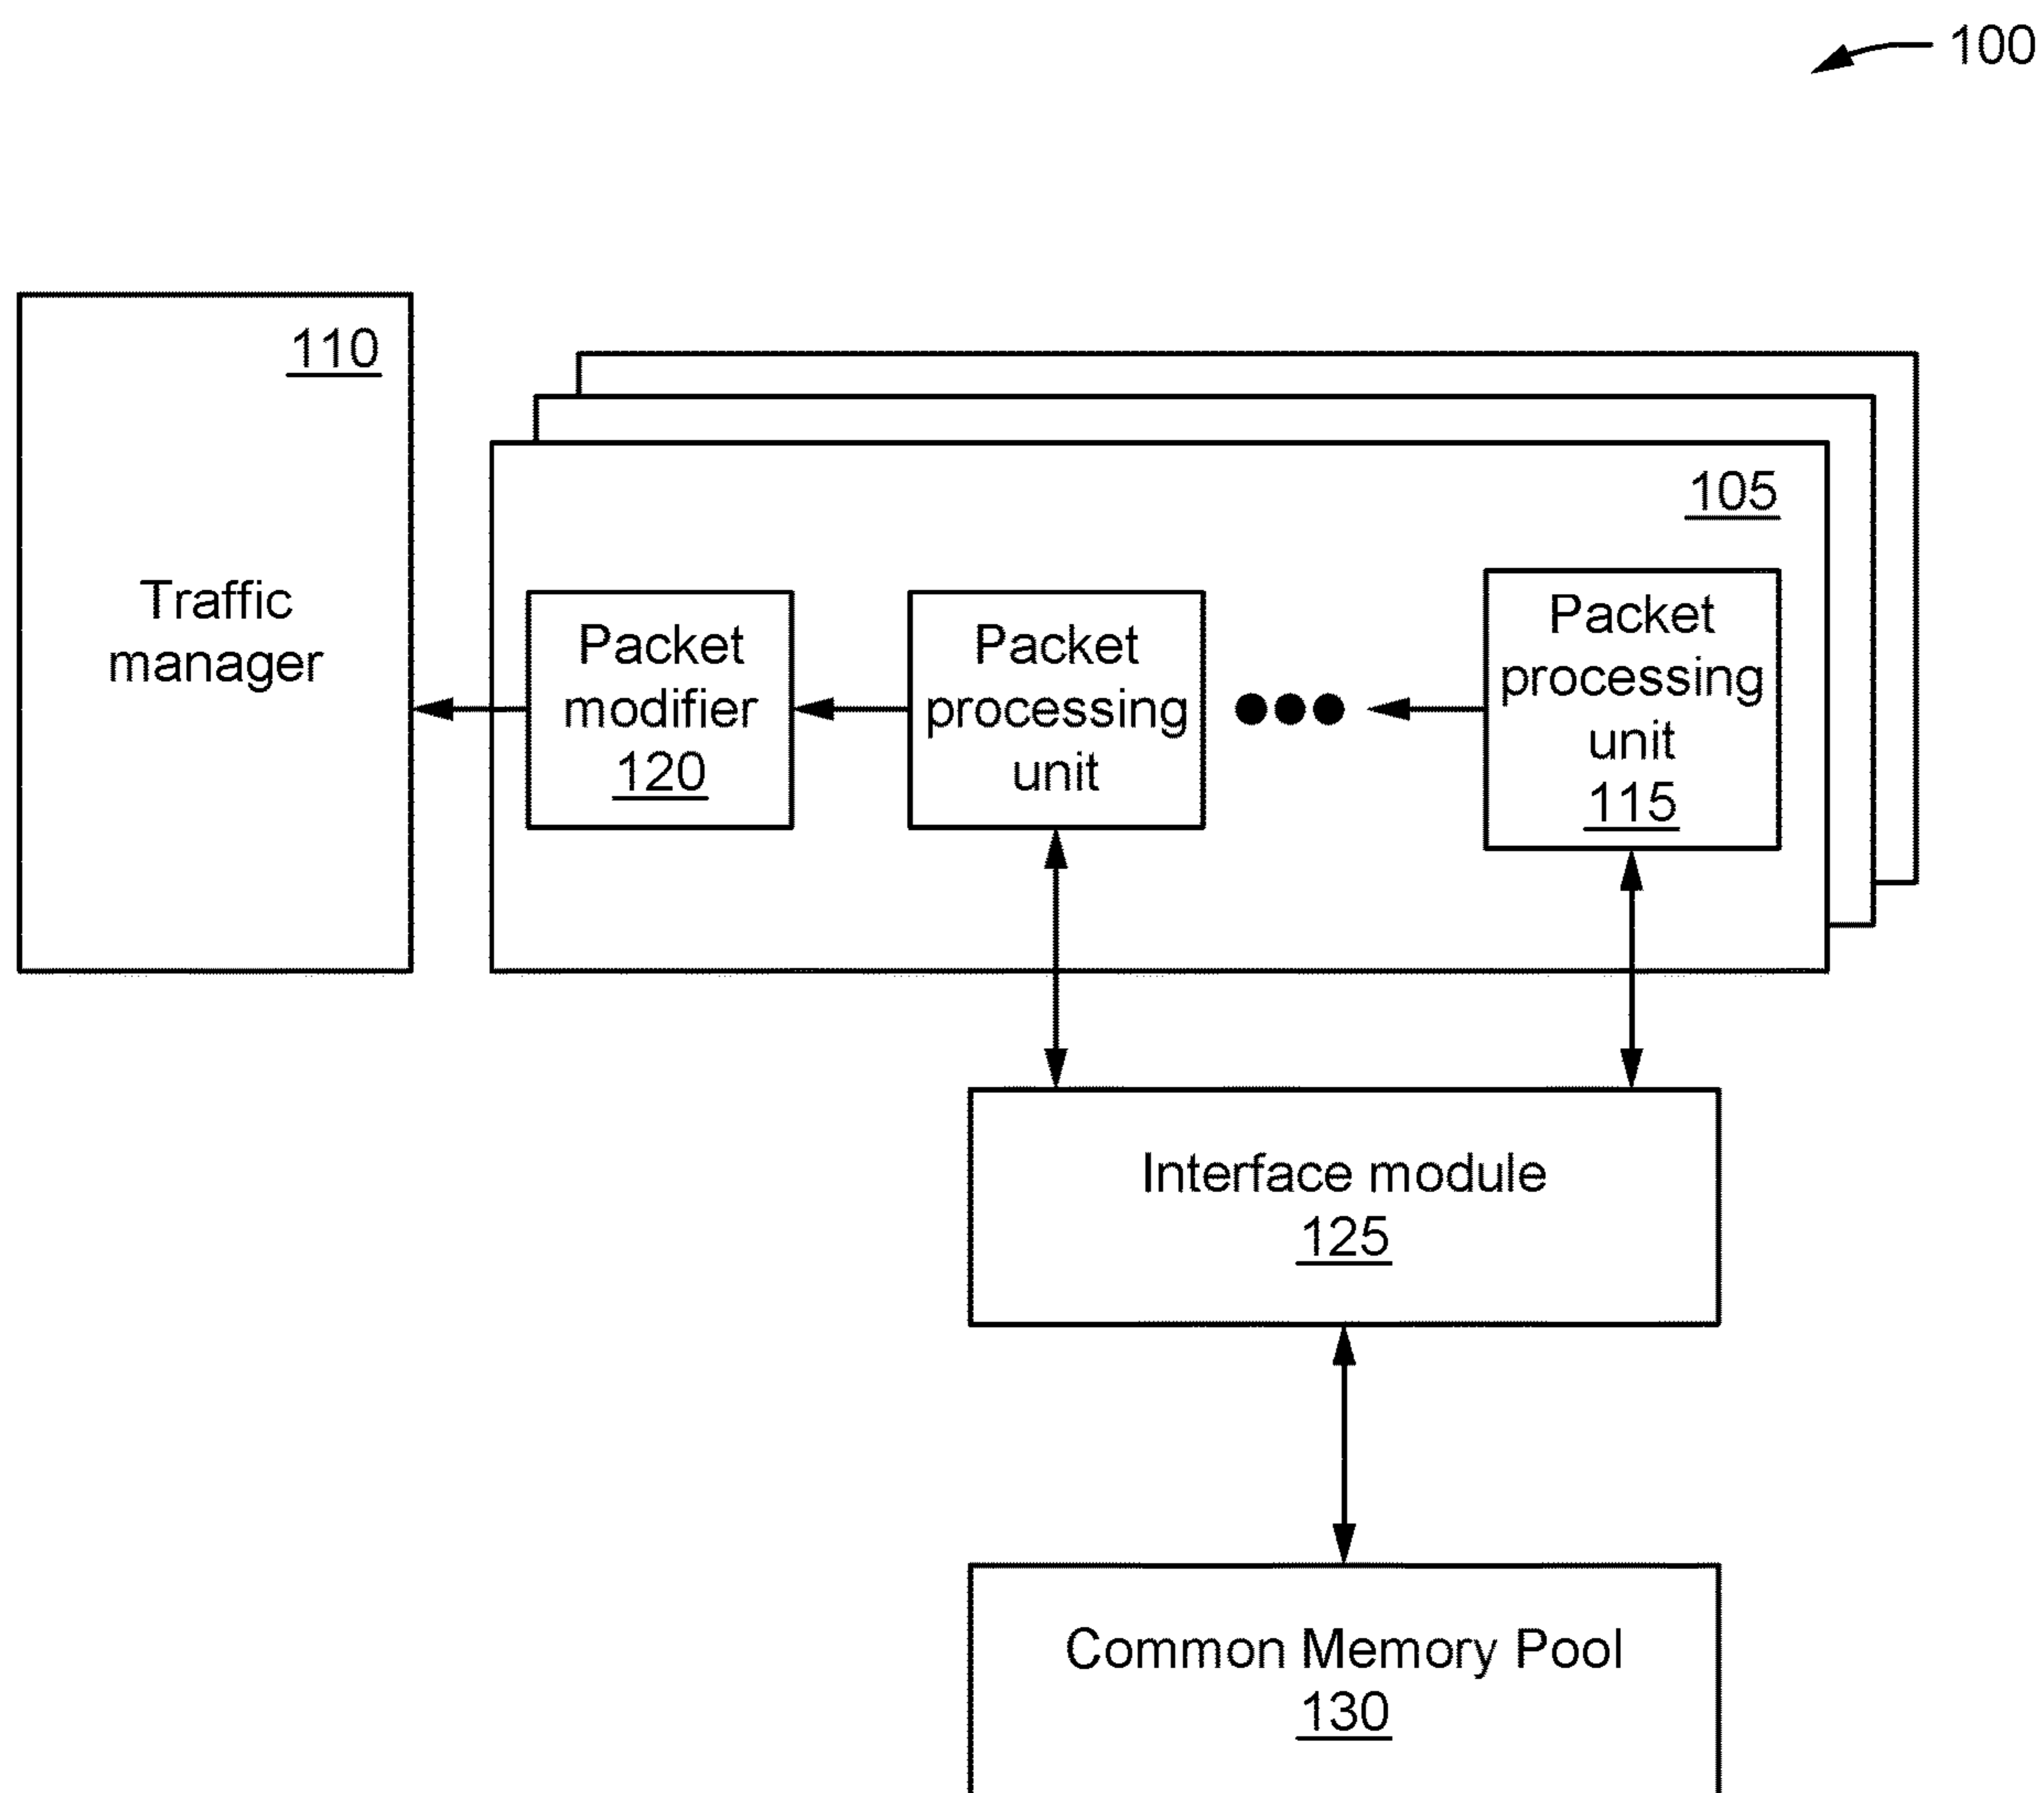 100
110
Traffic
manager
105
Packet
modifier
120
Packet
processing
unit
Packet
processing
unit
115
Interface module
125
Common Memory Pool
130